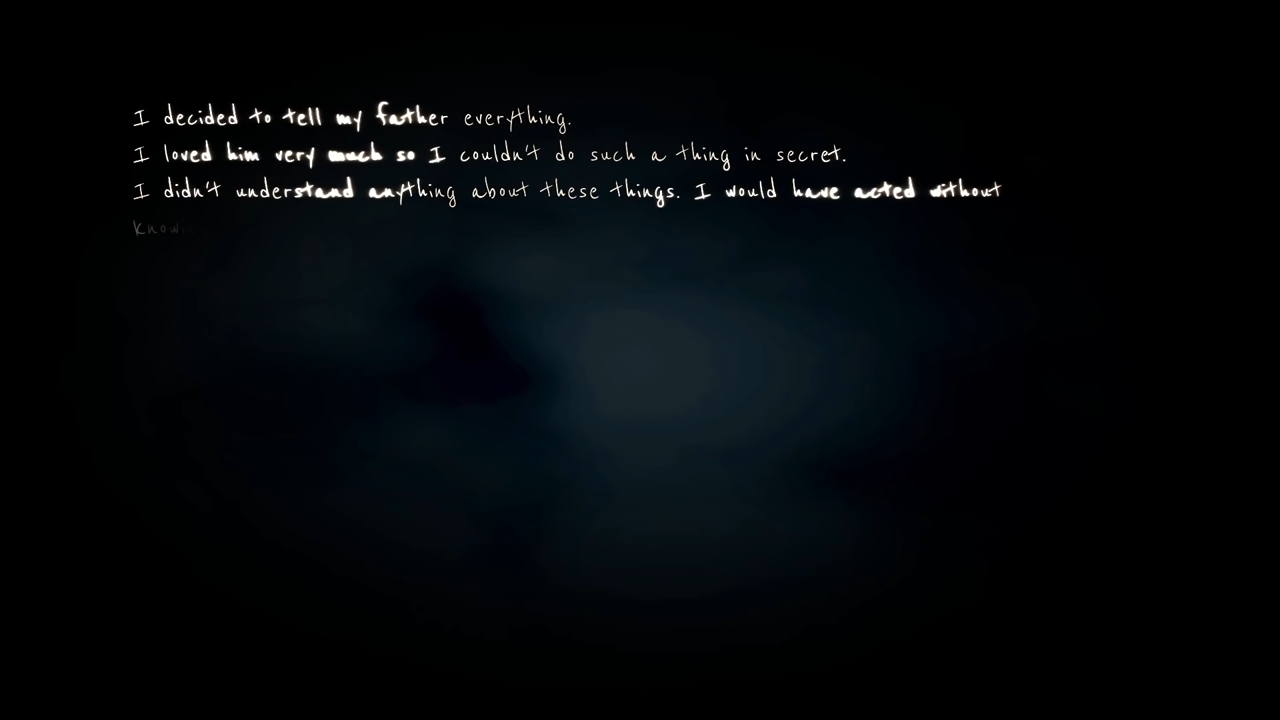 I decided to tell my father everything.
I loved him very much so I couldn't do such a thing in secret.
I didn't understand anything about these things. I would have acted without
know